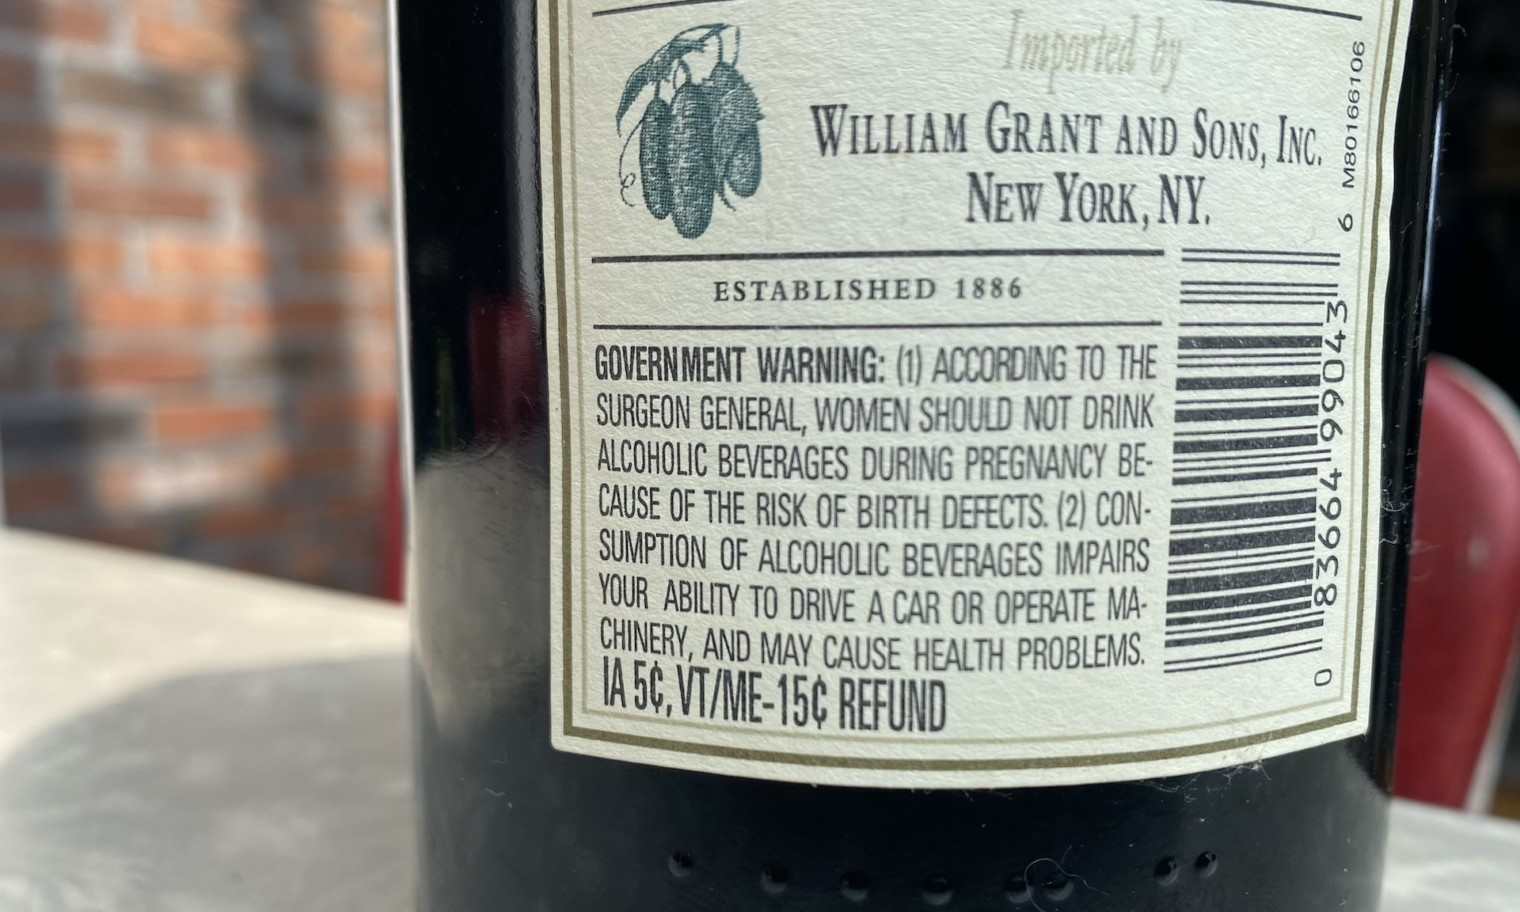 Imported by
WILLIAM GRANT AND SONS, INC.
NEW YORK, NY.
ESTABLISHED 1886
GOVERNMENT WARNING: (1) ACCORDING TO THE
SURGEON GENERAL, WOMEN SHOULD NOT DRINK
ALCOHOLIC BEVERAGES DURING PREGNANCY BE-
CAUSE OF THE RISK OF BIRTH DEFECTS. (2) CON-
SUMPTION OF ALCOHOLIC BEVERAGES IMPAIRS
YOUR ABILITY TO DRIVE A CAR OR OPERATE MA-
CHINERY, AND MAY CAUSE HEALTH PROBLEMS.
IA 5¢, VT/ME-15¢ REFUND
0 83664 99043 6
M80166106